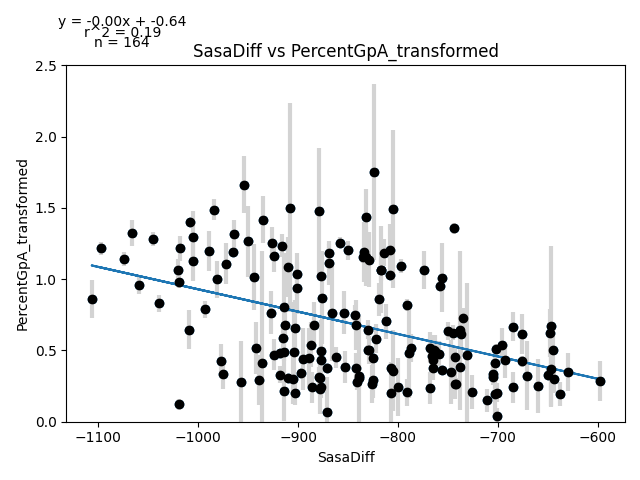 y = -0.00x + -0.64
r^2 = 0.19
n = 164
SasaDiff vs PercentGpA_transformed
2.5
2.0
1.5
1.0
0.5
0.0
PercentGpA_transformed
−1100 −1000 −900 −800 −700 −600
SasaDiff